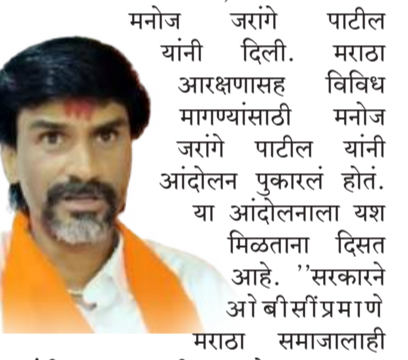 मनोज जरांगे पाटील
यांनी दिली. मराठा
आरक्षणासह विविध
मागण्यांसाठी मनोज
जरांगे पाटील यांनी
आंदोलन पुकारलं होतं.
या आंदोलनाला यश
मिळताना दिसत
आहे. ''सरकारने
ओबीसींप्रमाणे
मराठा समाजालाही